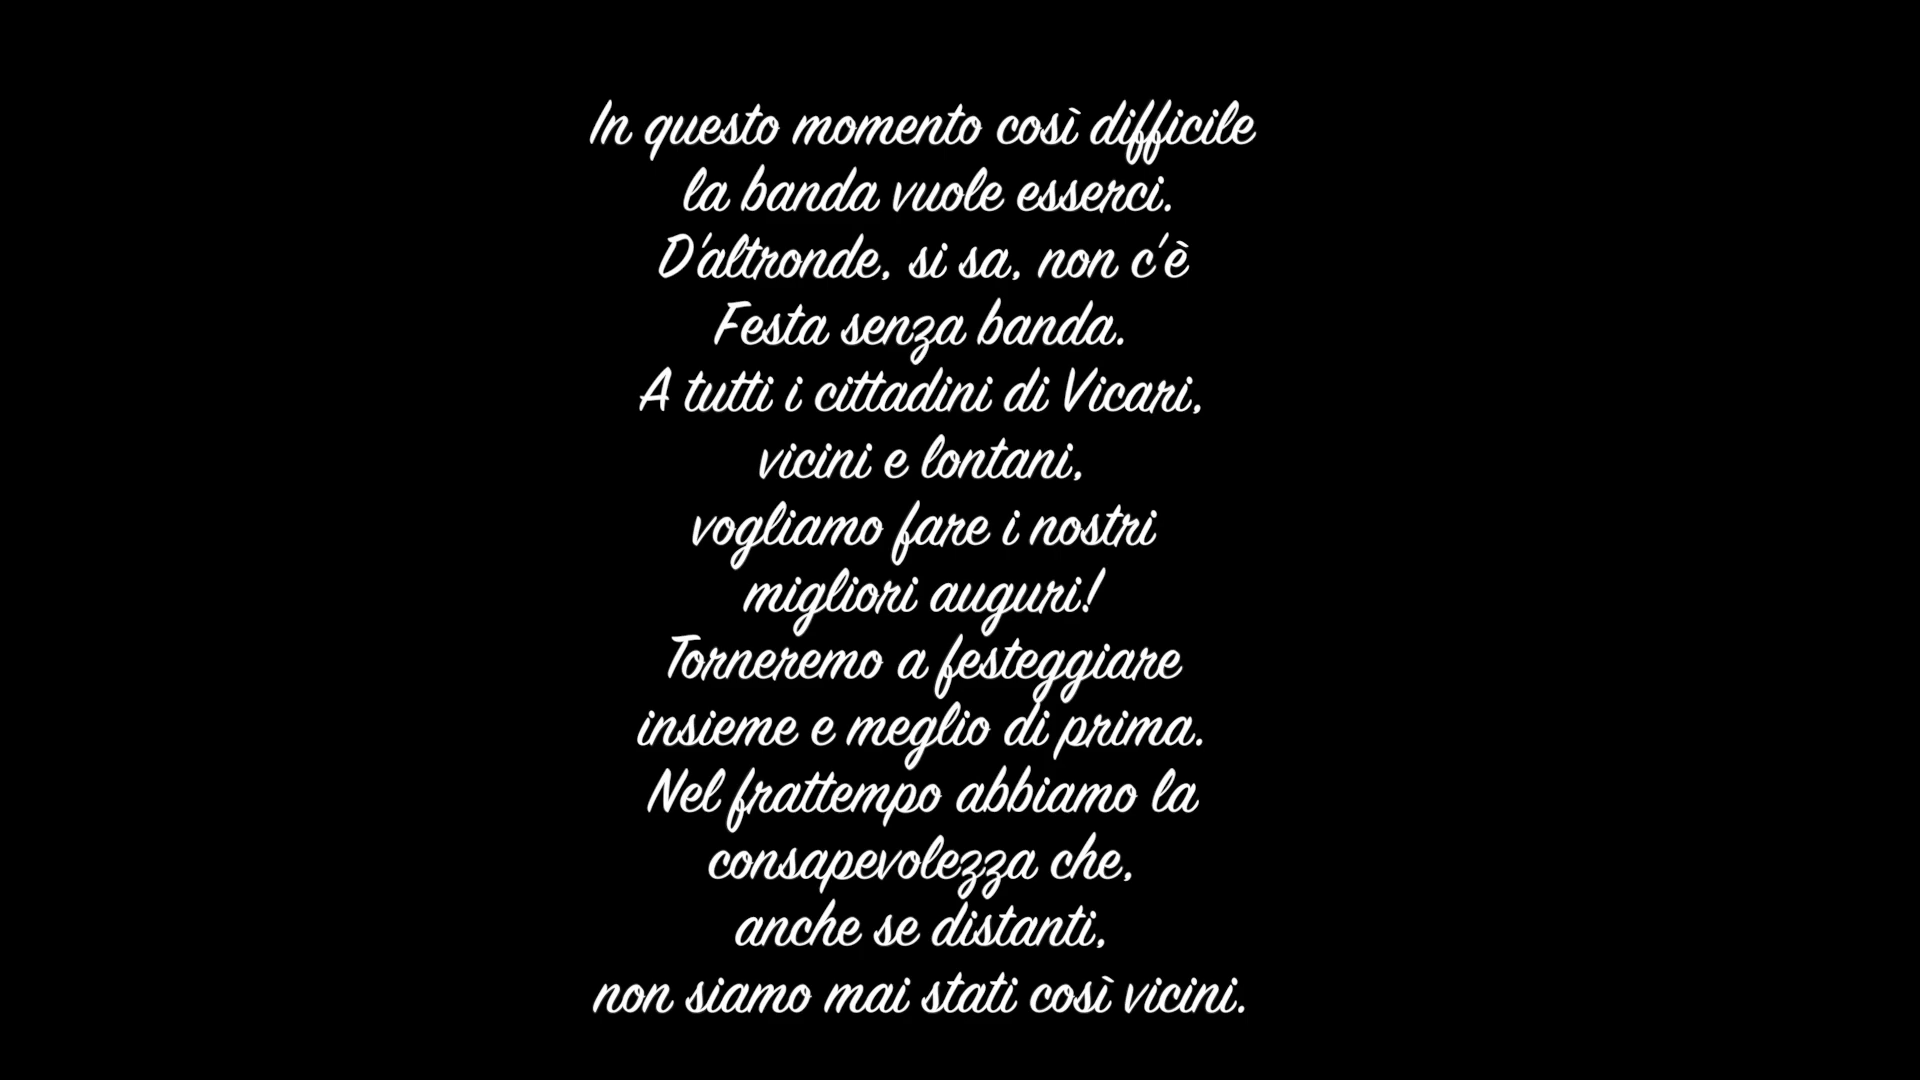 In questo momento così difficile
la banda vuole esserci.
D'altronde, si sa, non c'è
Festa senza banda.
A tutti i cittadini di Vicari,
vicini e lontani,
vogliamo fare i nostri
migliori auguri!
Torneremo a festeggiare
insieme e meglio di prima.
Nel frattempo abbiamo la
consapevolezza che,
anche se distanti,
non siamo mai stati così vicini.